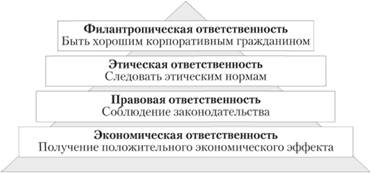 Филантропическая ответственность
Быть хорошим корпоративным гражданином
Этическая ответственность
Следовать этическим нормам
Правовая ответственность
Соблюдение законодательства
Экономическая ответственность
Получение положительного экономического эффекта